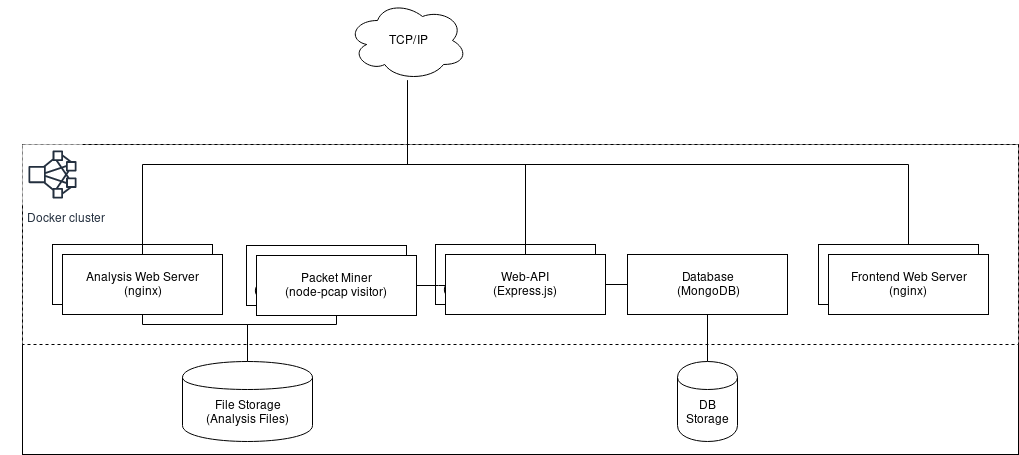 TCP/IP
Docker cluster
Analysis Web Server
(nginx)
Packet Miner
(node-pcap visitor)
Web-API
(Express.js)
Database
(MongoDB)
Frontend Web Server
(nginx)
File Storage
(Analysis Files)
DB
Storage